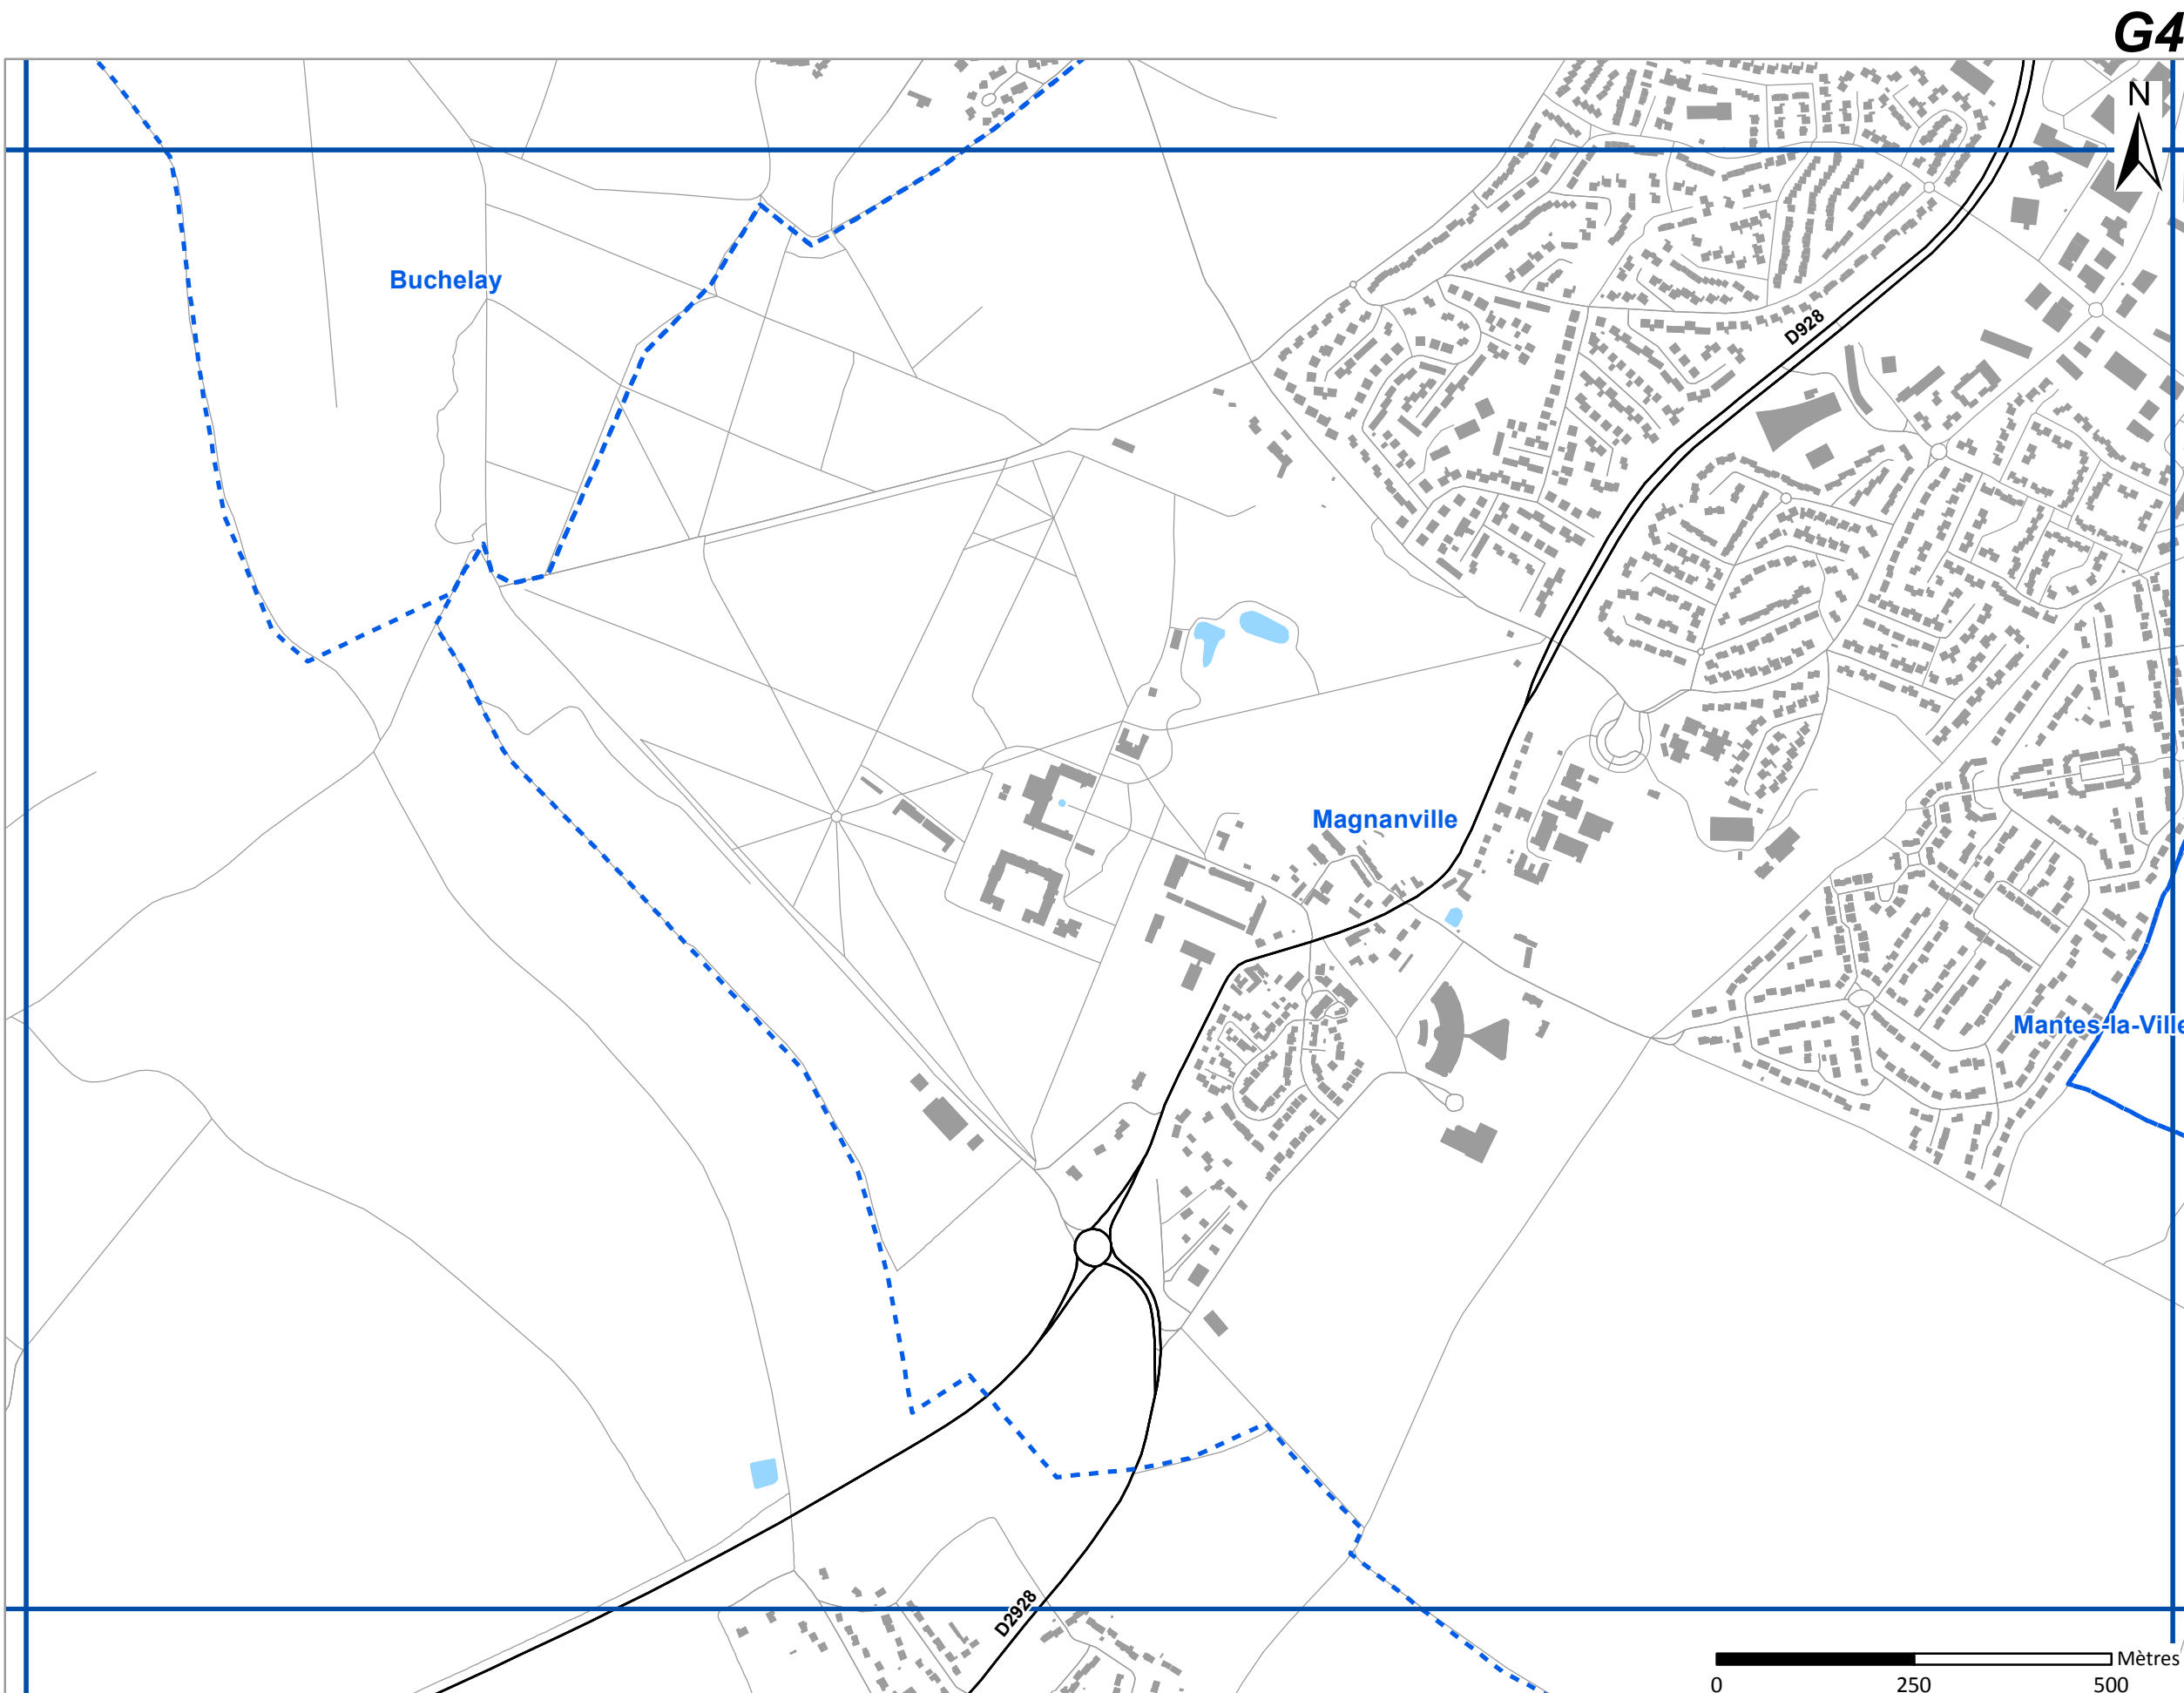 G4
N
Buchelay
D928
Magnanville
Mantes-la-Ville
D2928
Mètres
0 250 500